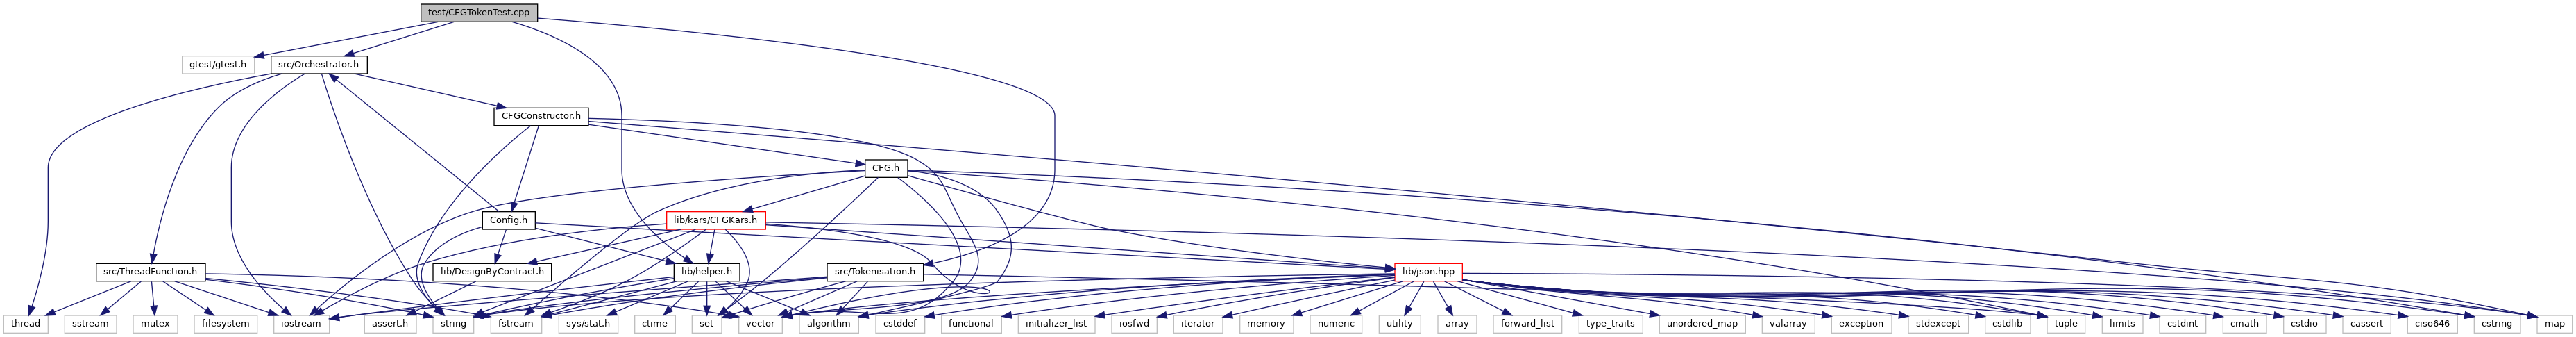 test/CFGTokenTest.cpp
gtest/gtest.h
src/Orchestrator.h
CFGConstructor.h
CFG.h
Config.h
lib/kars/CFGKars.h
src/ThreadFunction.h
lib/DesignByContract.h
lib/helper.h
src/Tokenisation.h
lib/json.hpp
thread
sstream
mutex
filesystem
iostream
assert.h
string
fstream
sys/stat.h
ctime
set
vector
algorithm
cstddef
functional
initializer_list
iosfwd
iterator
memory
numeric
utility
array
forward_list
type_traits
unordered_map
valarray
exception
stdexcept
cstdlib
tuple
limits
cstdint
cmath
cstdio
cassert
ciso646
cstring
map